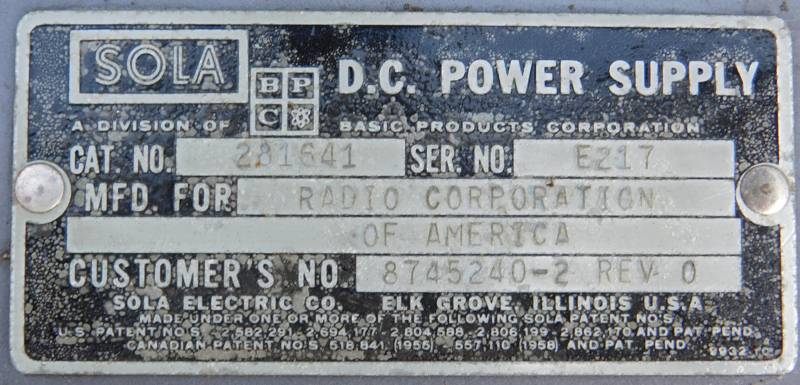 SOLA
BP
C
D.C. POWER SUPPLY
A DIVISION OF BASIC PRODUCTS CORPORATION
CAT. NO. 281641 SER. NO E217
MFD. FOR RADIO CORPORATION
OF AMERICA
CUSTOMER'S NO. 8745240-2 REV 0
SOLA ELECTRIC CO. ELK GROVE, ILLINOIS U.S.A.
MADE UNDER ONE OR MORE OF THE FOLLOWING SOLA PATENT NO'S
U.S. PATENT NO'S 2,582,291 - 2,694,177 - 2,804,588 - 2,806,199 - 2,862,170 AND PAT PEND.
CANADIAN PATENT NO'S. 518,841, (1955) 557,110 (1958) AND PAT. PEND.